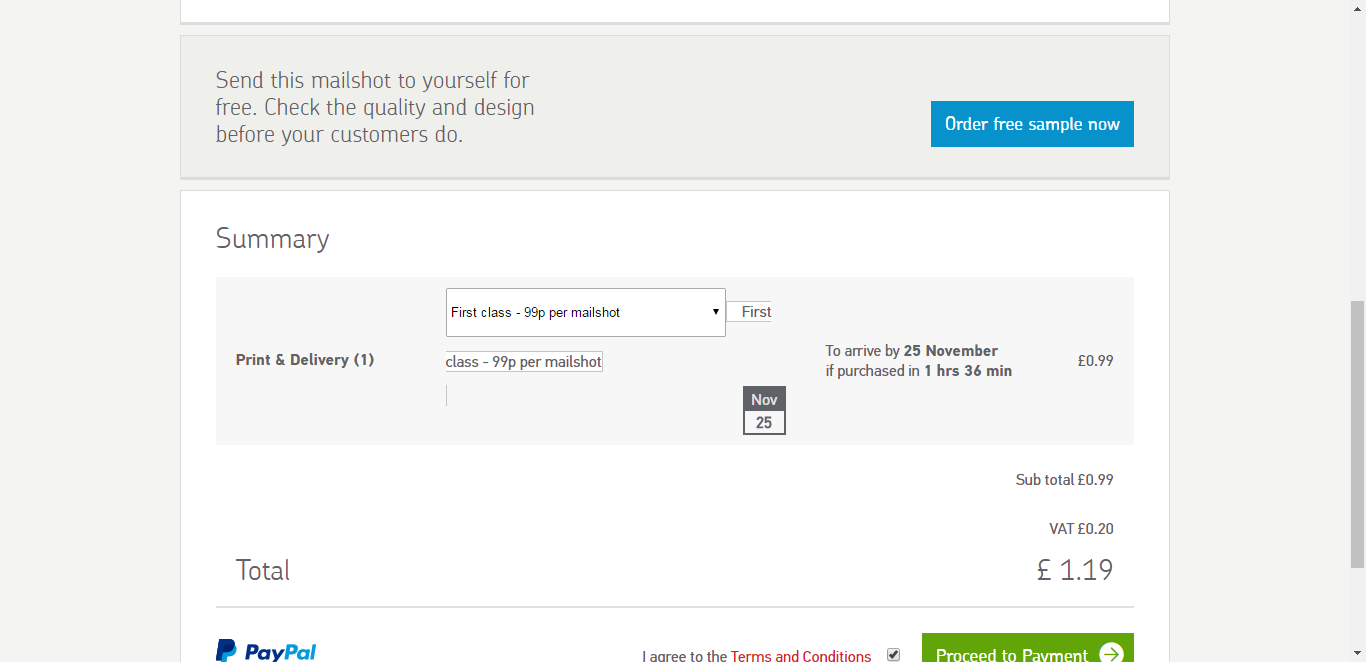 Send this mailshot to yourself for
free. Check the quality and design
before your customers do.
Order free sample now
Summary
First class - 99p per mailshot
First
class - 99p per mailshot
Print & Delivery (1)
Nov
25
To arrive by 25 November
if purchased in 1 hrs 36 min
£0.99
Sub total £0.99
VAT £0.20
Total
£ 1.19
PayPal
I agree to the Terms and Conditions
Proceed to Payment